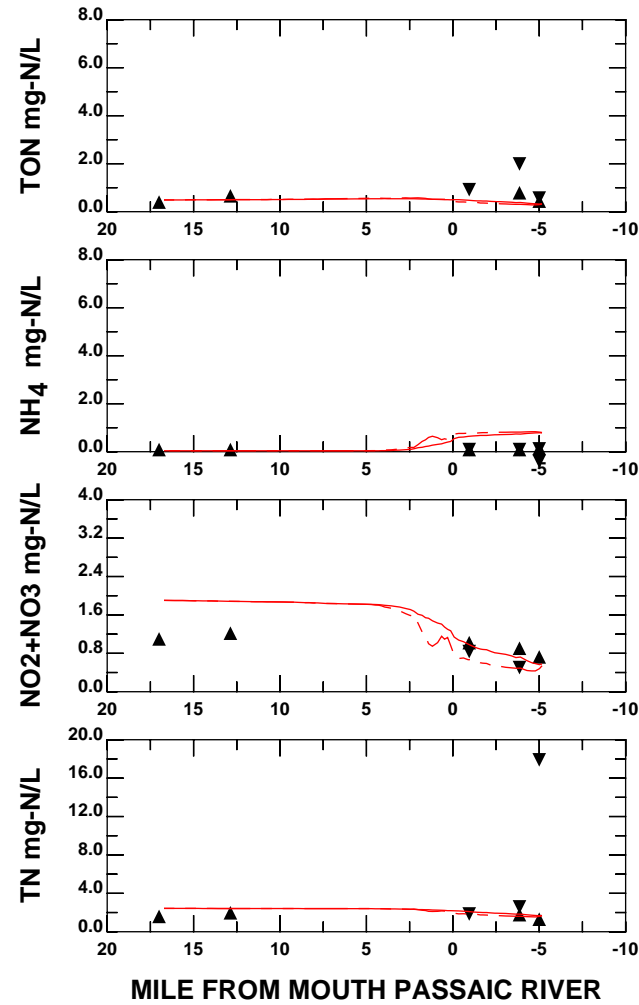 TON mg-N/L
8.0
6.0
4.0
2.0
0.0
20 15 10 5 0 -5 -10
NH4 mg-N/L
8.0
6.0
4.0
2.0
0.0
20 15 10 5 0 -5 -10
NO2+NO3 mg-N/L
4.0
3.2
2.4
1.6
0.8
0.0
20 15 10 5 0 -5 -10
TN mg-N/L
20.0
16.0
12.0
8.0
4.0
0.0
20 15 10 5 0 -5 -10
MILE FROM MOUTH PASSAIC RIVER